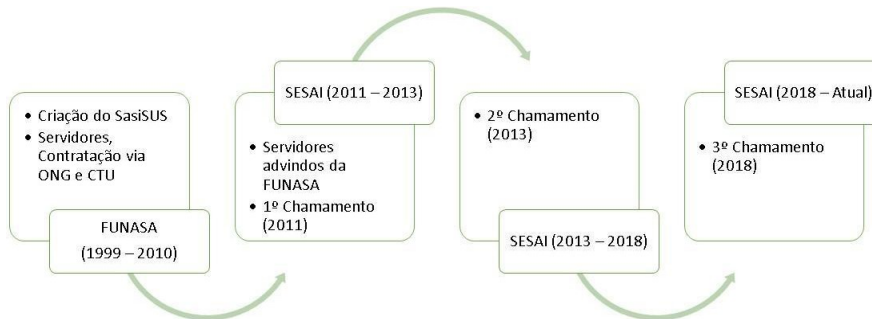 • Criação do SasiSUS
• Servidores,
Contratação via
ONG e CTU
FUNASA
(1999 – 2010)
SESAI (2011 – 2013)
• Servidores
advindos da
FUNASA
• 1º Chamamento
(2011)
• 2º Chamamento
(2013)
SESAI (2013 – 2018)
SESAI (2018 – Atual)
• 3º Chamamento
(2018)